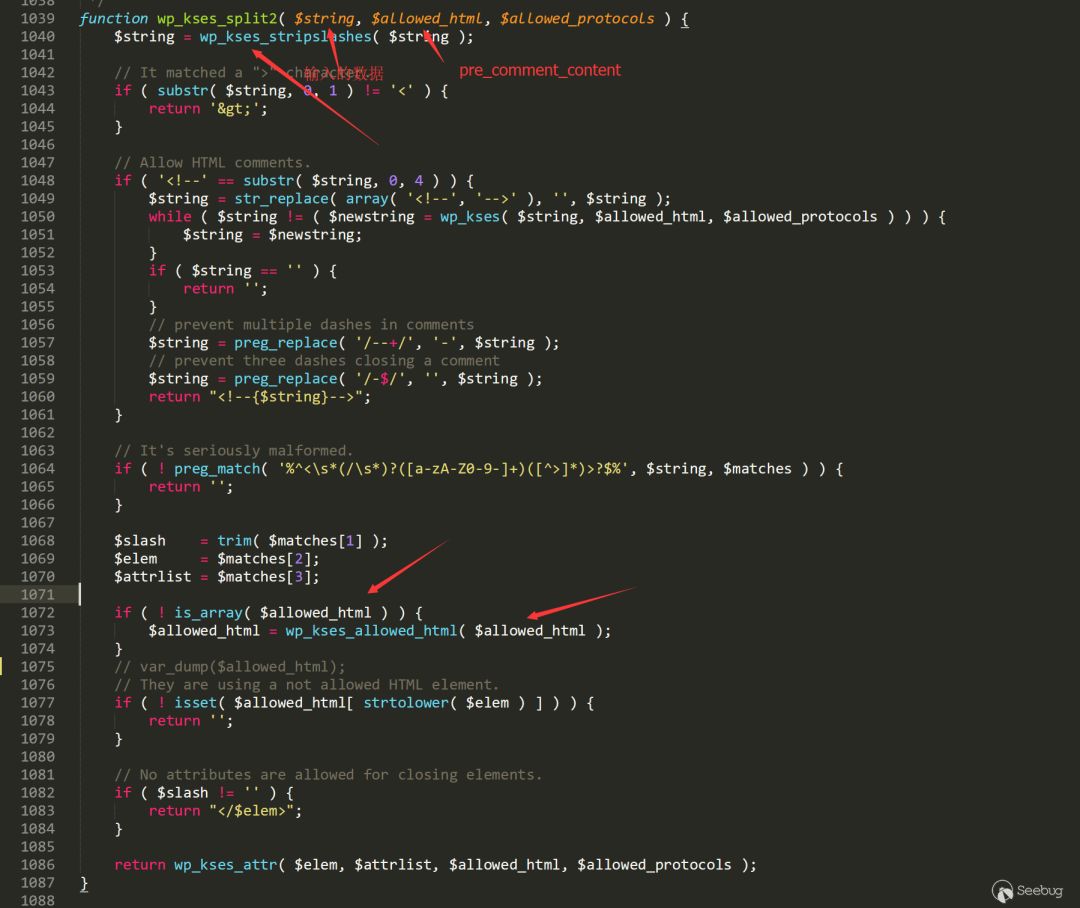 1038 */
1039 function wp_kses_split2( $string, $allowed_html, $allowed_protocols ) {
1040 $string = wp_kses_stripslashes( $string );
1041
1042 // It matched a ">" character.
输入的数据
pre_comment_content
1043 if ( substr( $string, 0, 1 ) != '<' ) {
1044 return '&gt;';
1045 }
1046
1047 // Allow HTML comments.
1048 if ( '<!--' == substr( $string, 0, 4 ) ) {
1049 $string = str_replace( array( '<!--', '-->' ), '', $string );
1050 while ( $string != ( $newstring = wp_kses( $string, $allowed_html, $allowed_protocols ) ) ) {
1051 $string = $newstring;
1052 }
1053 if ( $string == '' ) {
1054 return '';
1055 }
1056 // prevent multiple dashes in comments
1057 $string = preg_replace( '/--+/', '-', $string );
1058 // prevent three dashes closing a comment
1059 $string = preg_replace( '/-$/', '', $string );
1060 return "<!--{$string}-->";
1061 }
1062
1063 // It's seriously malformed.
1064 if ( ! preg_match( '%^<\s*(/\s*)?([a-zA-Z0-9-]+)([^>]*)>?$%', $string, $matches ) ) {
1065 return '';
1066 }
1067
1068 $slash = trim( $matches[1] );
1069 $elem = $matches[2];
1070 $attrlist = $matches[3];
1071
1072 if ( ! is_array( $allowed_html ) ) {
1073 $allowed_html = wp_kses_allowed_html( $allowed_html );
1074 }
1075 // var_dump($allowed_html);
1076 // They are using a not allowed HTML element.
1077 if ( ! isset( $allowed_html[ strtolower( $elem ) ] ) ) {
1078 return '';
1079 }
1080
1081 // No attributes are allowed for closing elements.
1082 if ( $slash != '' ) {
1083 return "</$elem>";
1084 }
1085
1086 return wp_kses_attr( $elem, $attrlist, $allowed_html, $allowed_protocols );
1087 }
1088
Seebug